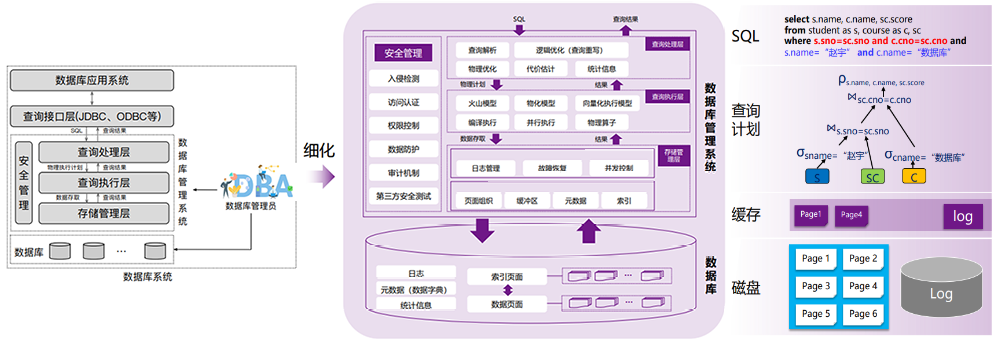 数据库应用系统
查询接口层(JDBC、ODBC等)
SQL
查询结果
安全管理
查询处理层
物理执行计划
查询结果
查询执行层
数据存取
查询结果
存储管理层
数据库管理系统
数据库
...
数据库系统
DBA
数据库管理员
细化
SQL
查询结果
安全管理
入侵检测
访问认证
权限控制
数据防护
审计机制
第三方安全测试
查询处理层
查询解析
逻辑优化（查询重写）
物理优化
代价估计
统计信息
物理计划
结果
查询执行层
火山模型
物化模型
向量化执行模型
编译执行
并行执行
物理算子
数据存取
结果
存储管理层
日志管理
故障恢复
并发控制
页面组织
缓冲区
元数据
索引
数据库管理系统
日志
元数据（数据字典）
统计信息
索引页面
...
数据页面
...
数据库
SQL
select s.name, c.name, sc.score
from student as s, course as c, sc
where s.sno=sc.sno and c.cno=sc.cno and
s.name= “赵宇” and c.name= “数据库”
查询计划
ρs.name, c.name, sc.score
⋈sc.cno=c.cno
⋈s.sno=sc.sno
σsname= “赵宇”
σcname= “数据库”
S
SC
C
缓存
Page1
Page4
log
磁盘
Page 1
Page 2
Page 3
Page 4
Page 5
Page 6
Log